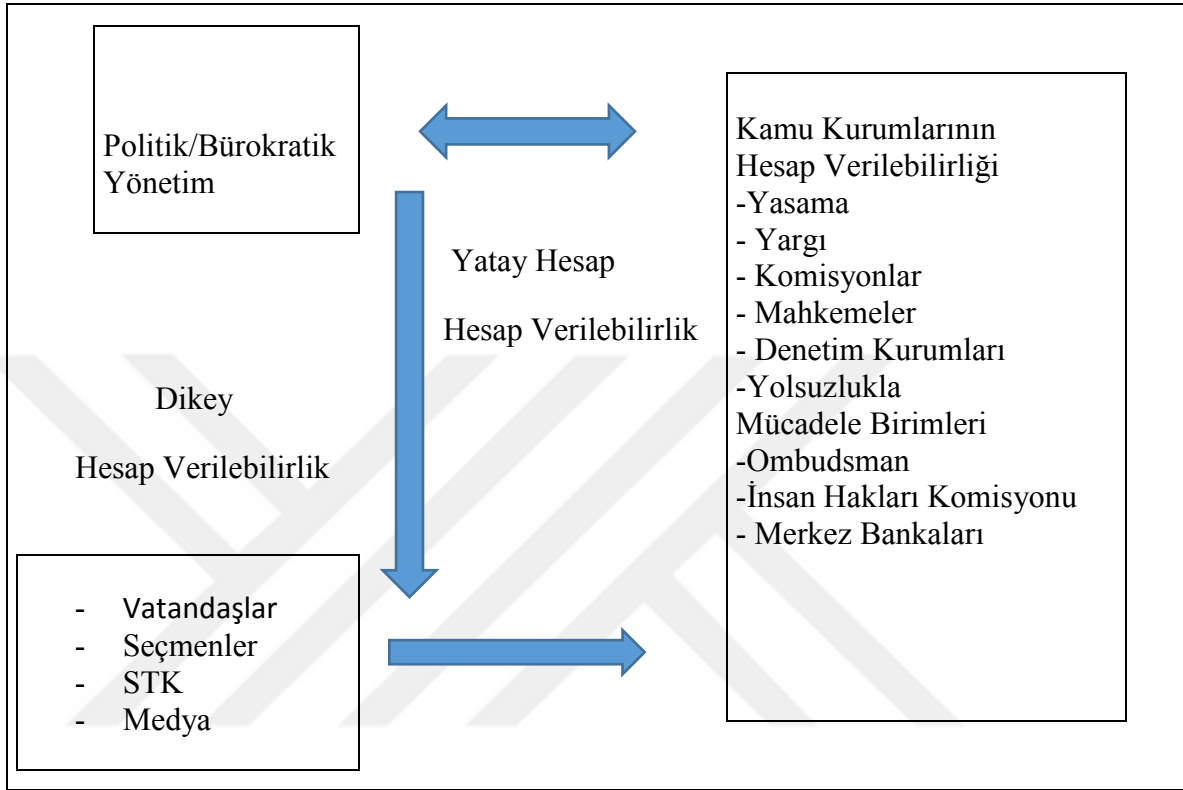 Politik/Bürokratik
Yönetim
Kamu Kurumlarının
Hesap Verilebilirliği
-Yasama
- Yargı
- Komisyonlar
- Mahkemeler
- Denetim Kurumları
-Yolsuzlukla
Mücadele Birimleri
-Ombudsman
-İnsan Hakları Komisyonu
- Merkez Bankaları
Yatay Hesap
Hesap Verilebilirlik
Dikey
Hesap Verilebilirlik
- Vatandaşlar
- Seçmenler
- STK
- Medya